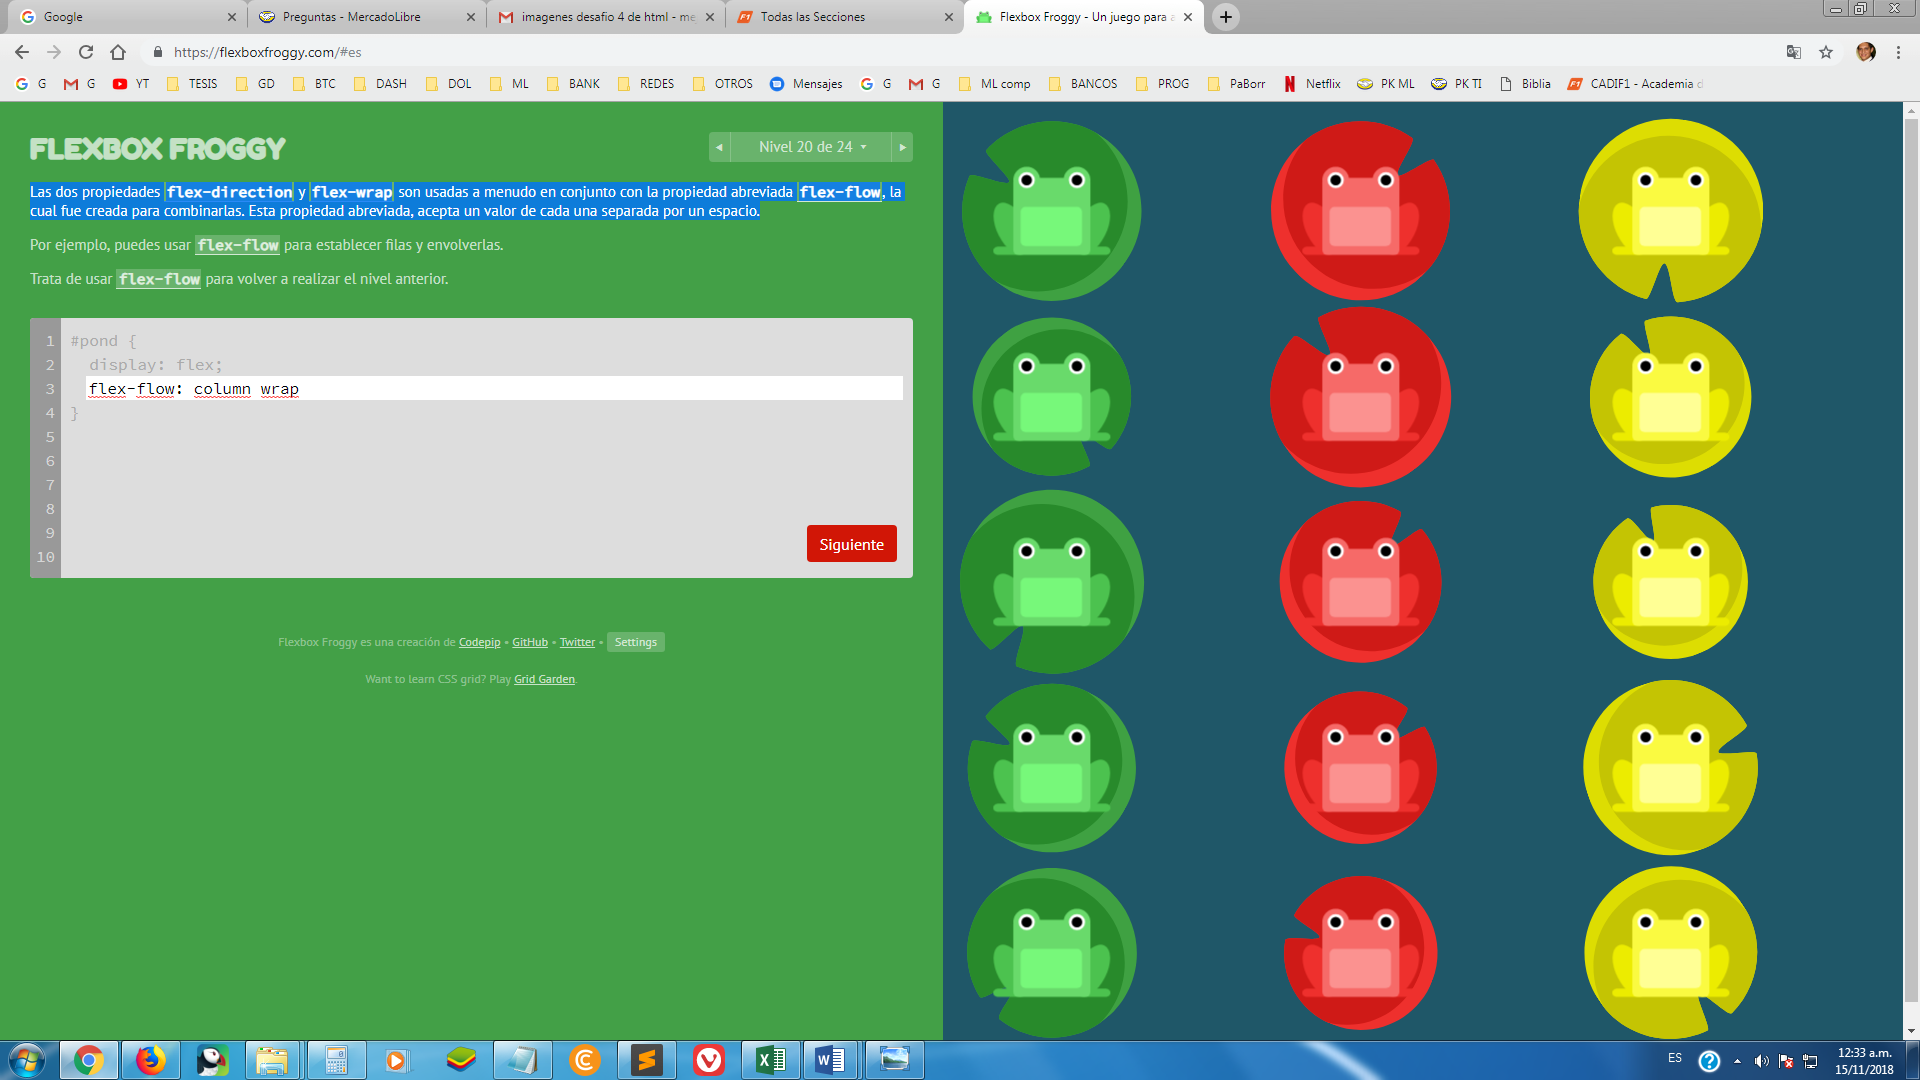 Google
Preguntas - MercadoLibre
imagenes desafio 4 de html - me
Todas las Secciones
Flexbox Froggy - Un juego para a
https://flexboxfroggy.com/#es
G G YT TESIS GD BTC DASH DOL ML BANK REDES OTROS Mensajes G G ML comp BANCOS PROG PaBorr Netflix PK ML PK TI Biblia CADIF1 - Academia d
FLEXBOX FROGGY
Nivel 20 de 24
Las dos propiedades flex-direction y flex-wrap son usadas a menudo en conjunto con la propiedad abreviada flex-flow, la
cual fue creada para combinarlas. Esta propiedad abreviada, acepta un valor de cada una separada por un espacio.
Por ejemplo, puedes usar flex-flow para establecer filas y envolverlas.
Trata de usar flex-flow para volver a realizar el nivel anterior.
1 #pond {
2 display: flex;
3 flex-flow: column wrap
4 }
5
6
7
8
9
10
Siguiente
Flexbox Froggy es una creación de Codepip • GitHub • Twitter • Settings
Want to learn CSS grid? Play Grid Garden.
ES
12:33 a.m.
15/11/2018